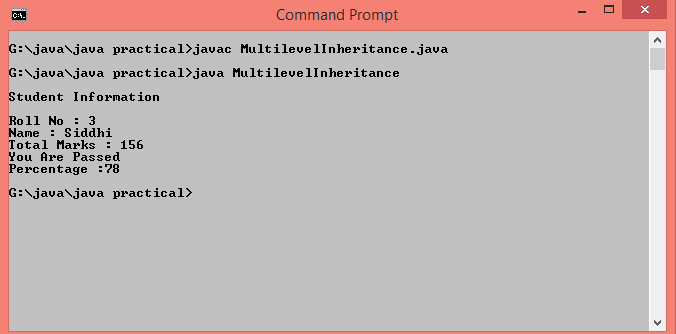 Command Prompt
C:\.
G:\java\java practical>javac MultilevelInheritance.java
G:\java\java practical>java MultilevelInheritance
Student Information
Roll No : 3
Name : Siddhi
Total Marks : 156
You Are Passed
Percentage :78
G:\java\java practical>